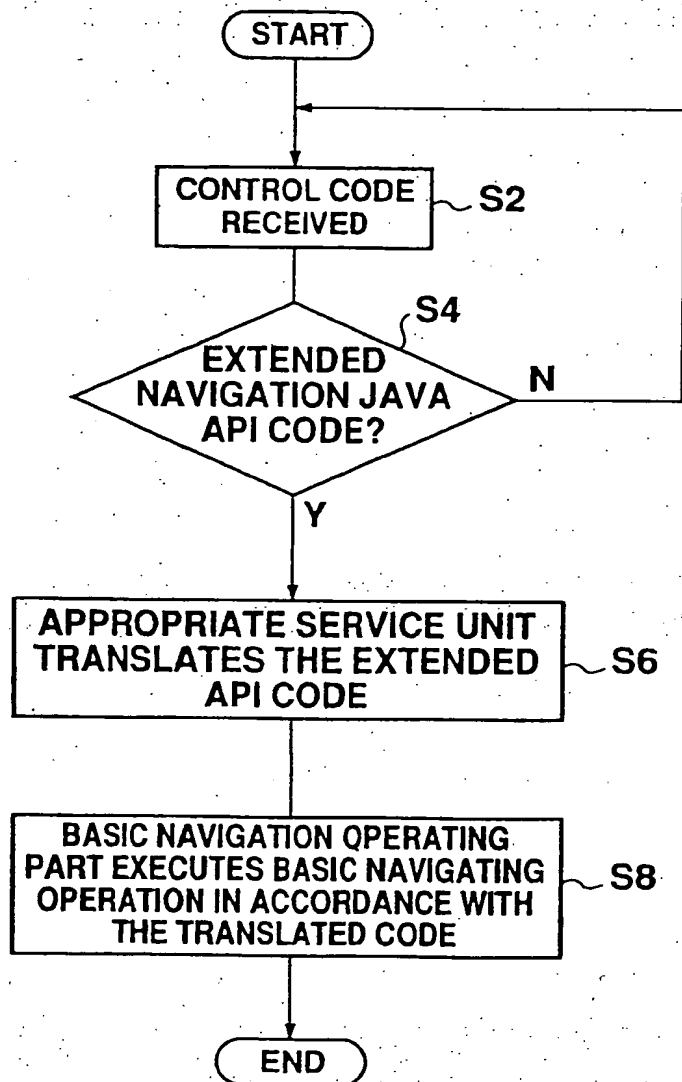 START
CONTROL CODE
RECEIVED
S2
S4
EXTENDED
NAVIGATION JAVA
API CODE?
N
Y
APPROPRIATE SERVICE UNIT
TRANSLATES THE EXTENDED
API CODE
S6
BASIC NAVIGATION OPERATING
PART EXECUTES BASIC NAVIGATING
OPERATION IN ACCORDANCE WITH
THE TRANSLATED CODE
S8
END